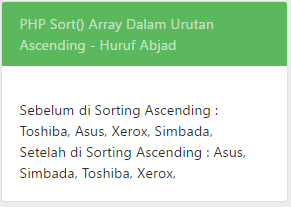 PHP Sort() Array Dalam Urutan
Ascending - Huruf Abjad
Sebelum di Sorting Ascending :
Toshiba, Asus, Xerox, Simbada,
Setelah di Sorting Ascending : Asus,
Simbada, Toshiba, Xerox,